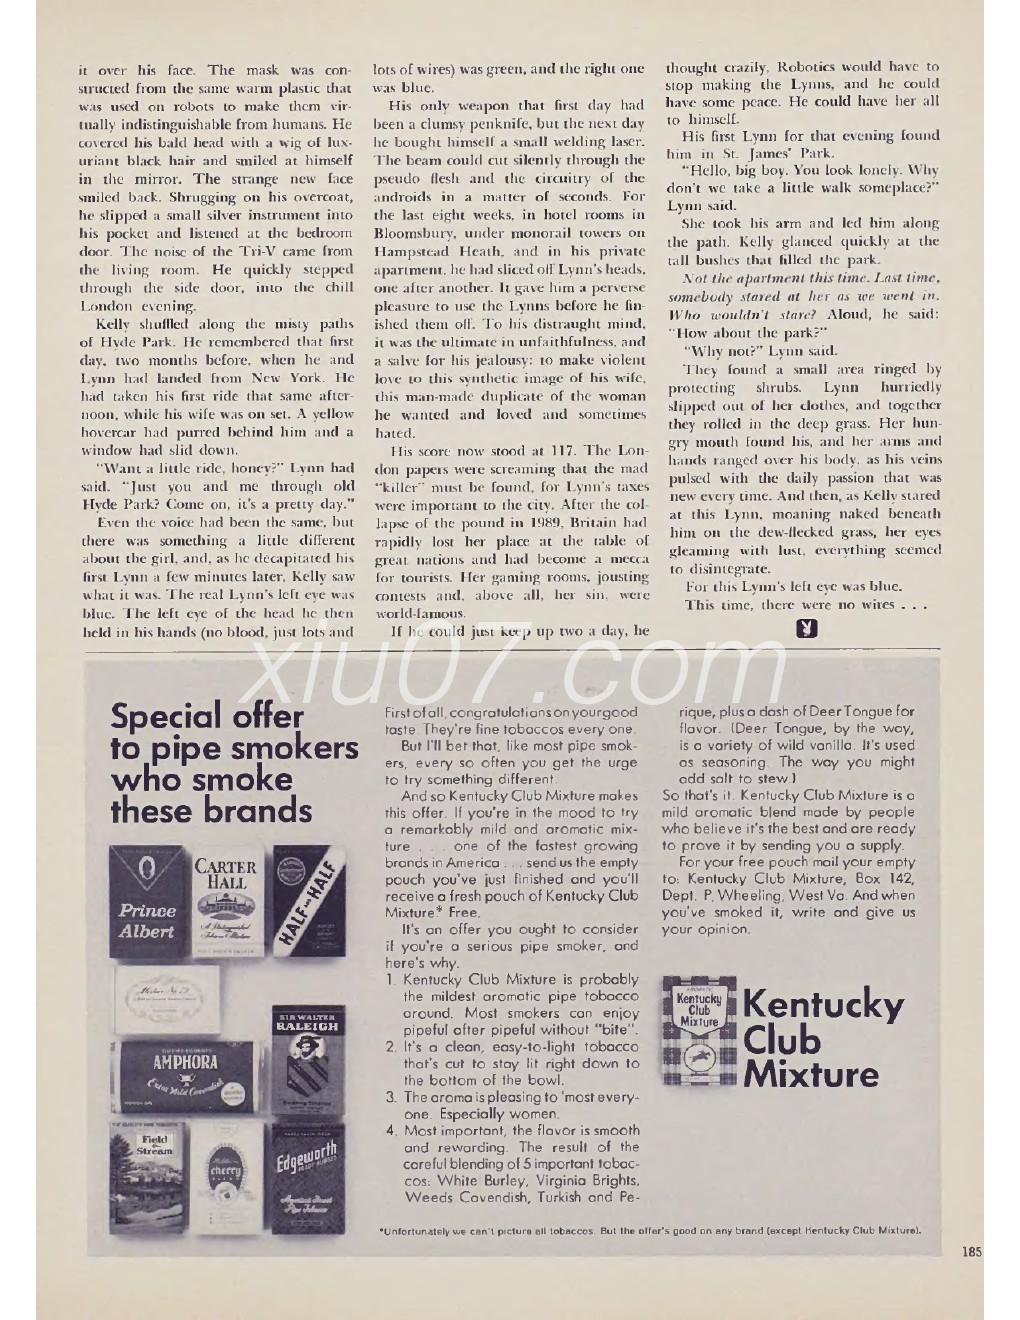 it over his face. The mask was con-
structed from the same warm plastic that
was used on robots to make them vir-
tually indistinguishable from humans. He
covered his bald head with a wig of lux-
uriant black hair and smiled at himself
in the mirror. The strange new face
smiled back. Shrugging on his overcoat,
he slipped a small silver instrument into
his pocket and listened at the bedroom
door. The noise of the Tri-V came from
the living room. He quickly stepped
through the side door, into the chill
London evening.
Kelly shuffled along the misty paths
of Hyde Park. He remembered that first
day, two months before, when he and
Lynn had landed from New York. He
had taken his first ride that same after-
noon, while his wife was on set. A yellow
hovercar had purred behind him and a
window had slid down.
"Want a little ride, honey?" Lynn had
said. "Just you and me through old
Hyde Park? Come on, it's a pretty day."
Even the voice had been the same, but
there was something a little different
about the girl, and, as he decapitated his
first Lynn a few minutes later, Kelly saw
what it was. The real Lynn's left eye was
blue. The left eye of the head he then
held in his hands (no blood, just lots and
lots of wires) was green, and the right one
was blue.
His only weapon that first day had
been a clumsy penknife, but the next day
he bought himself a small welding laser.
The beam could cut silently through the
pseudo flesh and the circuitry of the
androids in a matter of seconds. For
the last eight weeks, in hotel rooms in
Bloomsbury, under monorail towers on
Hampstead Heath, and in his private
apartment, he had sliced off Lynn's heads,
one after another. It gave him a perverse
pleasure to use the Lynns before he fin-
ished them off. To his distraught mind,
it was the ultimate in unfaithfulness, and
a salve for his jealousy: to make violent
love to this synthetic image of his wife,
this man-made duplicate of the woman
he wanted and loved and sometimes
hated.
His score now stood at 117. The Lon-
don papers were screaming that the mad
"killer" must be found, for Lynn's taxes
were important to the city. After the col-
lapse of the pound in 1989, Britain had
rapidly lost her place at the table of
great nations and had become a mecca
for tourists. Her gaming rooms, jousting
contests and, above all, her sin, were
world-famous.
If he could just keep up two a day, he
thought crazily, Robotics would have to
stop making the Lynns, and he could
have some peace. He could have her all
to himself.
His first Lynn for that evening found
him in St. James' Park.
"Hello, big boy. You look lonely. Why
don't we take a little walk someplace?"
Lynn said.
She took his arm and led him along
the path. Kelly glanced quickly at the
tall bushes that filled the park.
Not the apartment this time. Last time,
somebody stared at her as we went in.
Who wouldn't stare? Aloud, he said:
"How about the park?"
"Why not?" Lynn said.
They found a small area ringed by
protecting shrubs. Lynn hurriedly
slipped out of her clothes, and together
they rolled in the deep grass. Her hun-
gry mouth found his, and her arms and
hands ranged over his body, as his veins
pulsed with the daily passion that was
new every time. And then, as Kelly stared
at this Lynn, moaning naked beneath
him on the dew-flecked grass, her eyes
gleaming with lust, everything seemed
to disintegrate.
For this Lynn's left eye was blue.
This time, there were no wires . . .
xiu07.com
Special offer
to pipe smokers
who smoke
these brands
Prince
Albert
CARTER
HALL
HALF AND HALF
Mixture No. 79
SIR WALTER
RALEIGH
AMPHORA
Extra Mild Cavendish
Field
&
Stream
cherry
Edgeworth
America's Finest
Pipe Tobacco
First of all, congratulations on your good
taste. They're fine tobaccos every one.
But I'll bet that, like most pipe smok-
ers, every so often you get the urge
to try something different.
And so Kentucky Club Mixture makes
this offer. If you're in the mood to try
a remarkably mild and aromatic mix-
ture . . . one of the fastest growing
brands in America . . . send us the empty
pouch you've just finished and you'll
receive a fresh pouch of Kentucky Club
Mixture* Free.
It's an offer you ought to consider
if you're a serious pipe smoker, and
here's why.
1. Kentucky Club Mixture is probably
the mildest aromatic pipe tobacco
around. Most smokers can enjoy
pipeful after pipeful without "bite".
2. It's a clean, easy-to-light tobacco
that's cut to stay lit right down to
the bottom of the bowl.
3. The aroma is pleasing to 'most every-
one. Especially women.
4. Most important, the flavor is smooth
and rewarding. The result of the
careful blending of 5 important tobac-
cos: White Burley, Virginia Brights,
Weeds Cavendish, Turkish and Pe-
rique, plus a dash of Deer Tongue for
flavor. (Deer Tongue, by the way,
is a variety of wild vanilla. It's used
as seasoning. The way you might
add salt to stew.)
So that's it. Kentucky Club Mixture is a
mild aromatic blend made by people
who believe it's the best and are ready
to prove it by sending you a supply.
For your free pouch mail your empty
to: Kentucky Club Mixture, Box 142,
Dept. P, Wheeling, West Va. And when
you've smoked it, write and give us
your opinion.
Kentucky
Club
Mixture
Kentucky
Club
Mixture
*Unfortunately we can't picture all tobaccos. But the offer's good on any brand (except Kentucky Club Mixture).
185